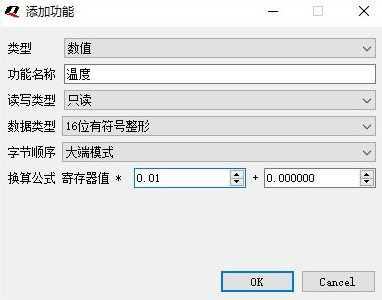 添加功能
类型 数值
功能名称 温度
读写类型 只读
数据类型 16位有符号整形
字节顺序 大端模式
换算公式 寄存器值 * 0.01 + 0.000000
OK Cancel